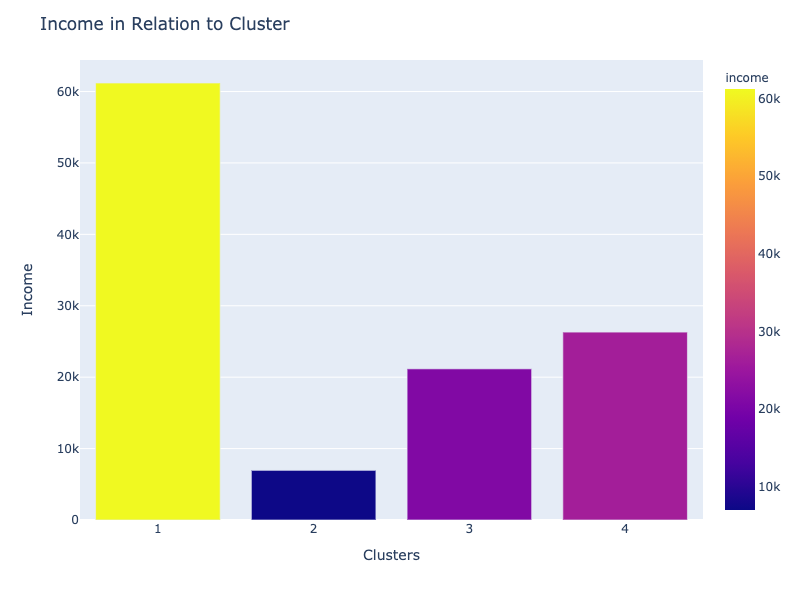 Income in Relation to Cluster
income
60k
50k
40k
30k
20k
10k
0
Income
1
2
3
4
Clusters
60k
50k
40k
30k
20k
10k